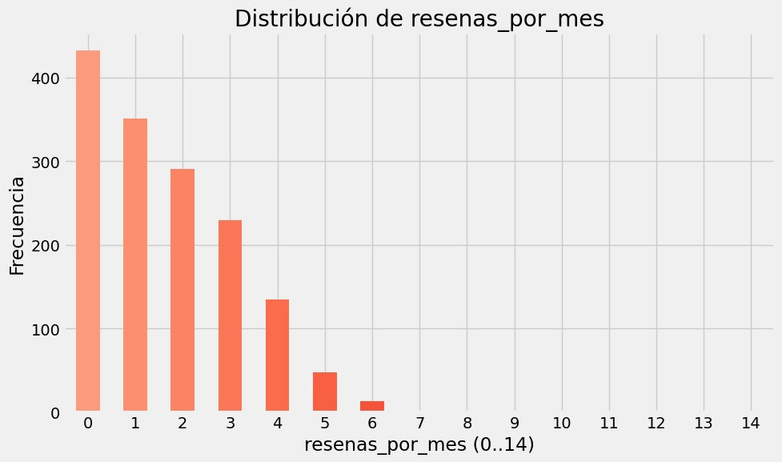 Distribución de resenas_por_mes
Frecuencia
400
300
200
100
0
0 1 2 3 4 5 6 7 8 9 10 11 12 13 14
resenas_por_mes (0..14)